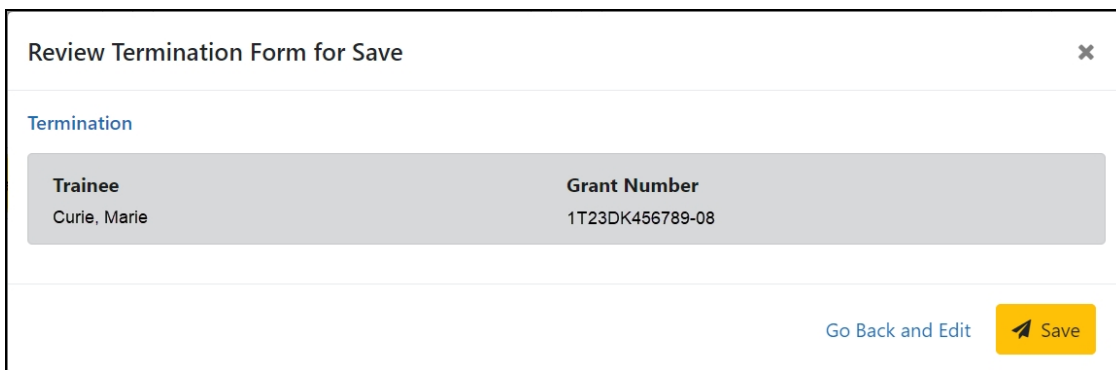 Review Termination Form for Save
Termination
Trainee
Grant Number
Curie, Marie
1T23DK456789-08
Go Back and Edit
Save